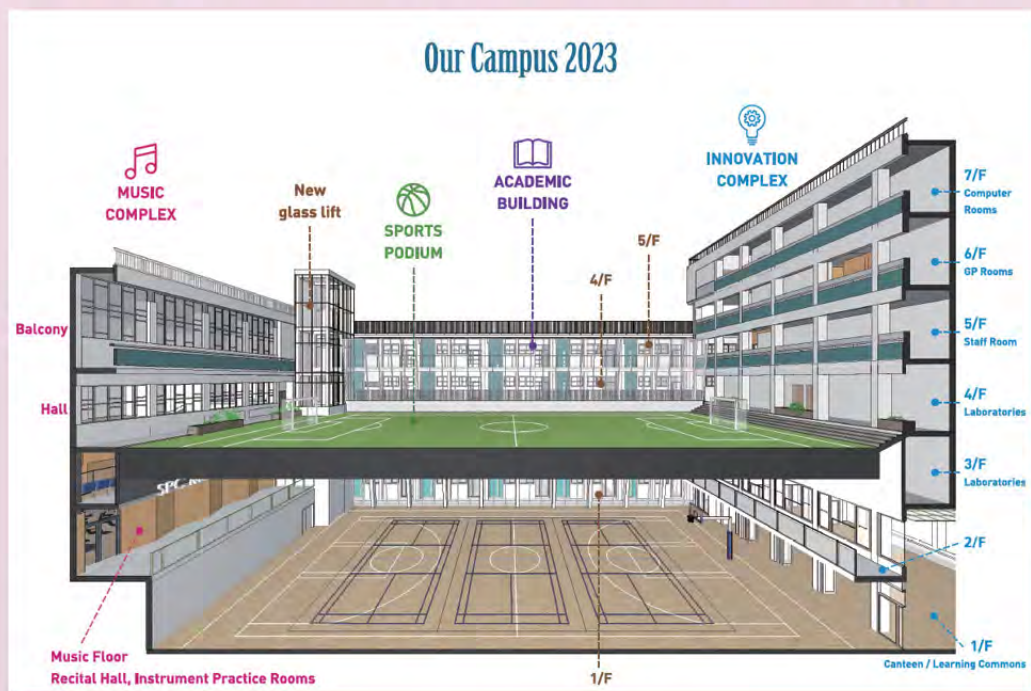 Our Campus 2023
MUSIC
COMPLEX
New
glass lift
SPORTS
PODIUM
ACADEMIC
BUILDING
INNOVATION
COMPLEX
5/F
4/F
Balcony
Hall
7/F
Computer
Rooms
6/F
GP Rooms
5/F
Staff Room
4/F
Laboratories
3/F
Laboratories
2/F
1/F
Canteen / Learning Commons
Music Floor
Recital Hall, Instrument Practice Rooms
1/F